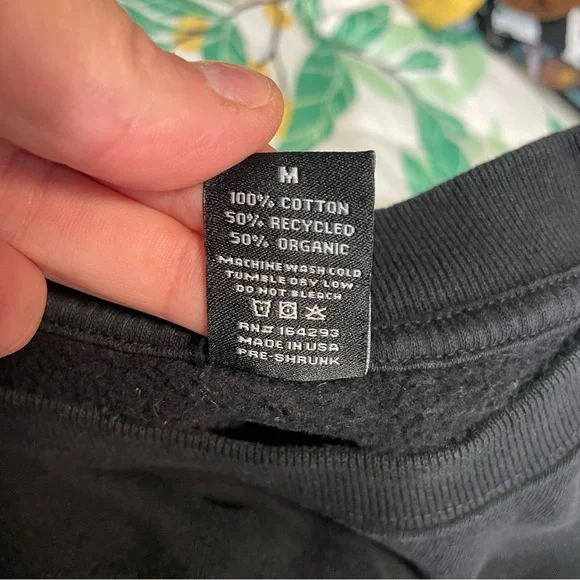 M
100% COTTON
50% RECYCLED
50% ORGANIC
MACHINE WASH COLD
TUMBLE DRY LOW
DO NOT BLEACH
RN# 164293
MADE IN USA
PRE-SHRUNK